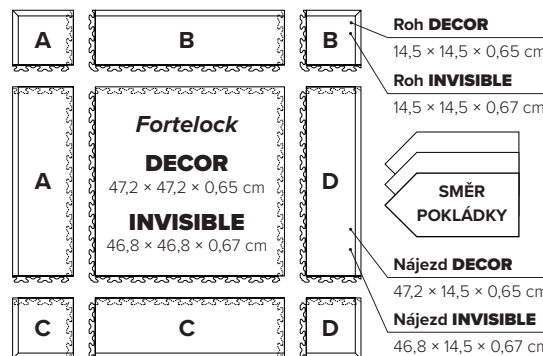 A
B
B
Roh DECOR
14,5 × 14,5 × 0,65 cm
Roh INVISIBLE
14,5 × 14,5 × 0,67 cm
A
Fortelock
DECOR
47,2 × 47,2 × 0,65 cm
INVISIBLE
46,8 × 46,8 × 0,67 cm
D
SMĚR
POKLÁDKY
Nájezd DECOR
47,2 × 14,5 × 0,65 cm
Nájezd INVISIBLE
46,8 × 14,5 × 0,67 cm
C
C
D